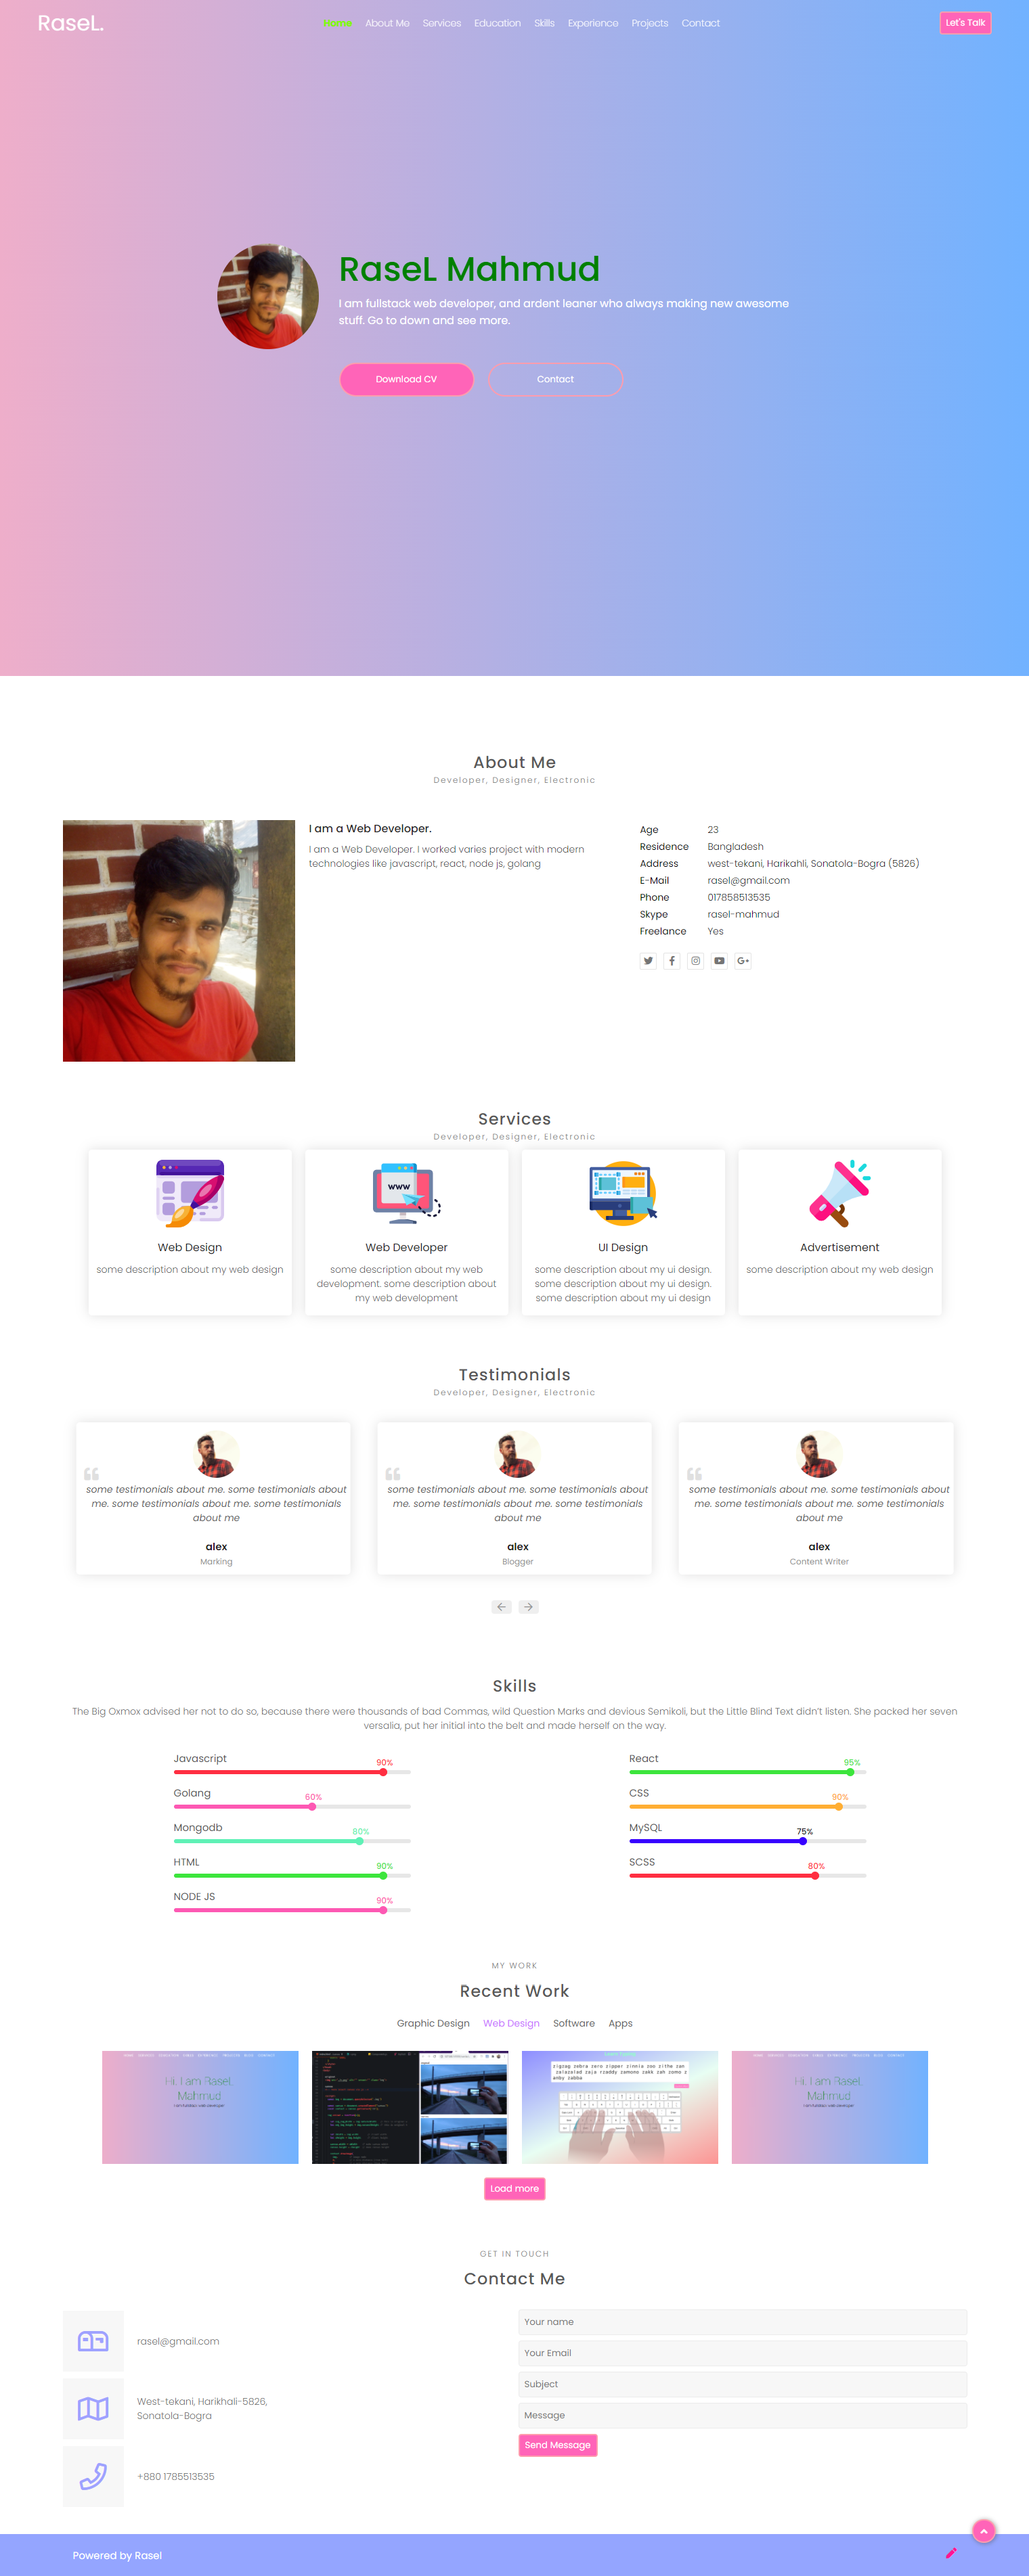 RaseL.
Home About Me Services Education Skills Experience Projects Contact
Let's Talk
RaseL Mahmud
I am fullstack web developer, and ardent leaner who always making new awesome
stuff. Go to down and see more.
Download CV
Contact
About Me
Developer, Designer, Electronic
I am a Web Developer.
I am a Web Developer. I worked varies project with modern
technologies like javascript, react, node js, golang
Age 23
Residence Bangladesh
Address west-tekani, Harikahli, Sonatola-Bogra (5826)
E-Mail rasel@gmail.com
Phone 017858513535
Skype rasel-mahmud
Freelance Yes
Services
Developer, Designer, Electronic
Web Design
some description about my web design
WWW
Web Developer
some description about my web
development. some description about
my web development
UI Design
some description about my ui design.
some description about my ui design.
some description about my ui design
Advertisement
some description about my web design
Testimonials
Developer, Designer, Electronic
some testimonials about me. some testimonials about
me. some testimonials about me. some testimonials
about me
alex
Marking
some testimonials about me. some testimonials about
me. some testimonials about me. some testimonials
about me
alex
Blogger
some testimonials about me. some testimonials about
me. some testimonials about me. some testimonials
about me
alex
Content Writer
Skills
The Big Oxmox advised her not to do so, because there were thousands of bad Commas, wild Question Marks and devious Semikoli, but the Little Blind Text didn't listen. She packed her seven
versalia, put her initial into the belt and made herself on the way.
Javascript 90%
Golang 60%
Mongodb 80%
HTML 90%
NODE JS 90%
React 95%
CSS 90%
MySQL 75%
SCSS 80%
MY WORK
Recent Work
Graphic Design Web Design Software Apps
Hi. I am RaseL
Mahmud
zigzag zebra zero zipper zinnia zoo zithe zan
Hi. I am RaseL
Mahmud
Load more
GET IN TOUCH
Contact Me
rasel@gmail.com
West-tekani, Harikhali-5826,
Sonatola-Bogra
+880 1785513535
Your name
Your Email
Subject
Message
Send Message
Powered by Rasel